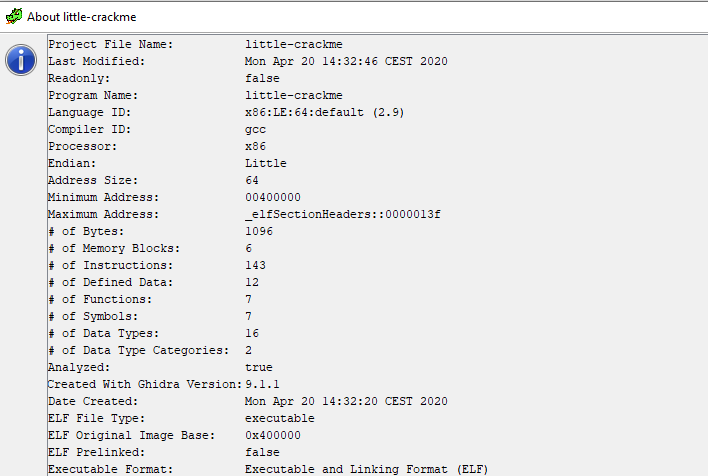 About little-crackme
Project File Name: little-crackme
Last Modified: Mon Apr 20 14:32:46 CEST 2020
Readonly: false
Program Name: little-crackme
Language ID: x86:LE:64:default (2.9)
Compiler ID: gcc
Processor: x86
Endian: Little
Address Size: 64
Minimum Address: 00400000
Maximum Address: _elfSectionHeaders::0000013f
# of Bytes: 1096
# of Memory Blocks: 6
# of Instructions: 143
# of Defined Data: 12
# of Functions: 7
# of Symbols: 7
# of Data Types: 16
# of Data Type Categories: 2
Analyzed: true
Created With Ghidra Version: 9.1.1
Date Created: Mon Apr 20 14:32:20 CEST 2020
ELF File Type: executable
ELF Original Image Base: 0x400000
ELF Prelinked: false
Executable Format: Executable and Linking Format (ELF)